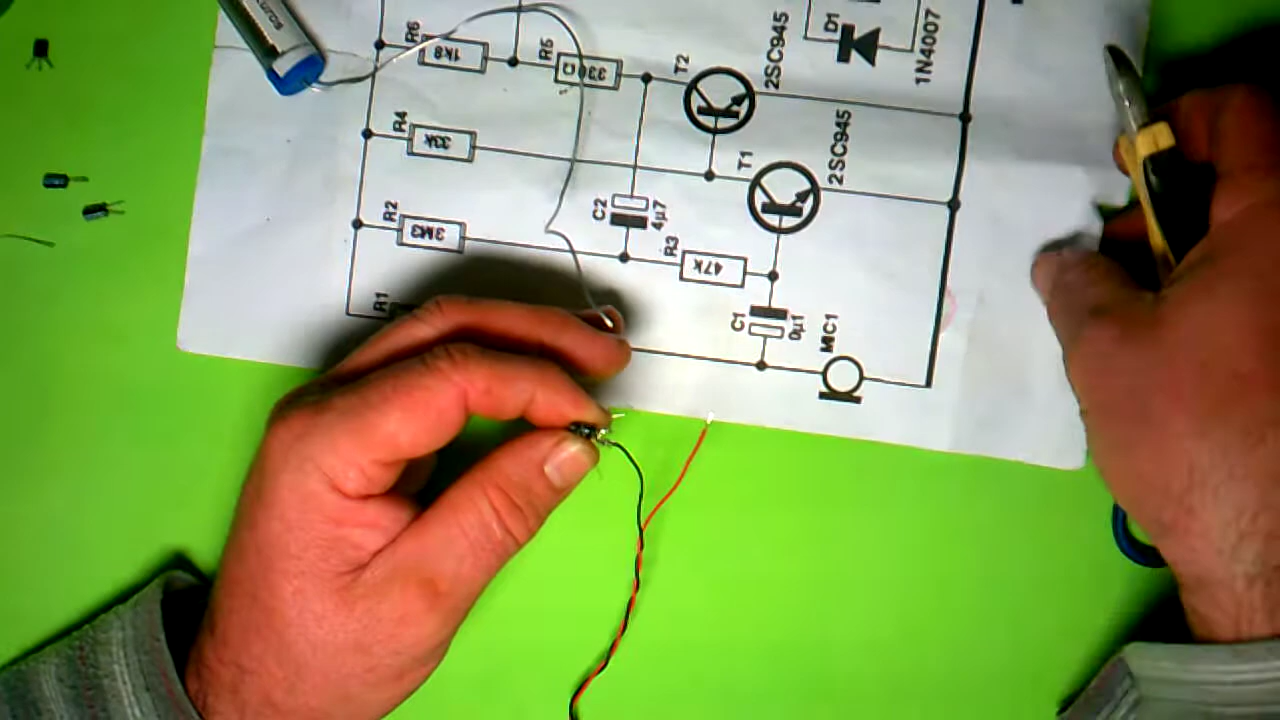 R6
1k8
R5
330
T2
2SC945
D1
1N4007
R4
33k
T1
2SC945
R2
3M3
C2
4µ7
R3
47k
C1
0µ1
MC1
R1